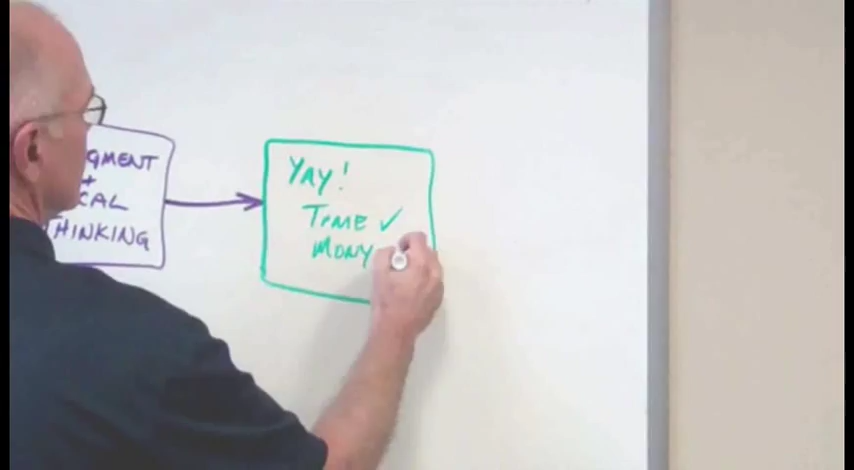 GMENT
+
CAL
THINKING
YAY!
TIME ✓
MONY